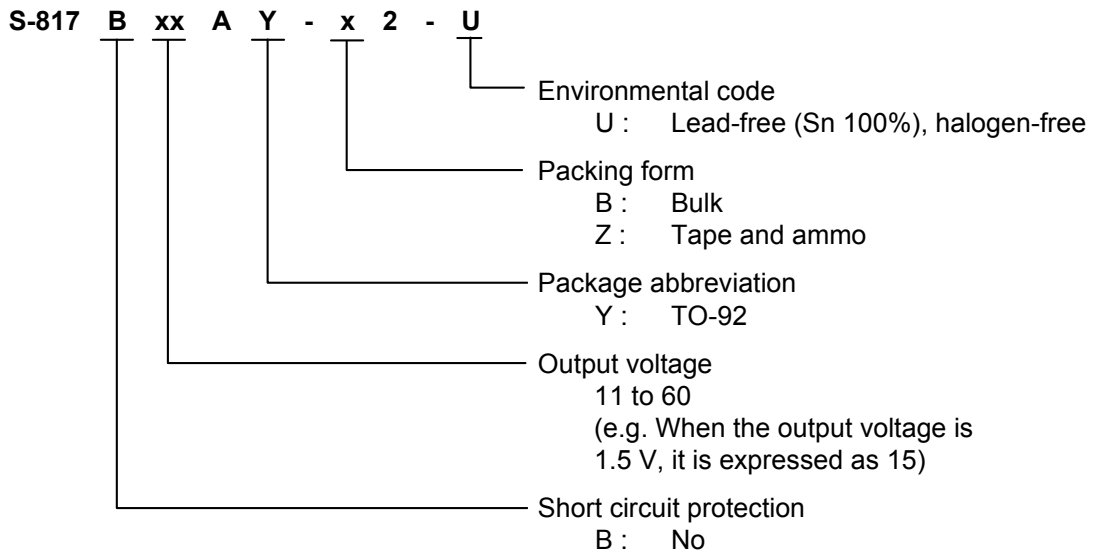 S-817 B xx A Y - x 2 - U
Environmental code
U : Lead-free (Sn 100%), halogen-free
Packing form
B : Bulk
Z : Tape and ammo
Package abbreviation
Y : TO-92
Output voltage
11 to 60
(e.g. When the output voltage is
1.5 V, it is expressed as 15)
Short circuit protection
B : No